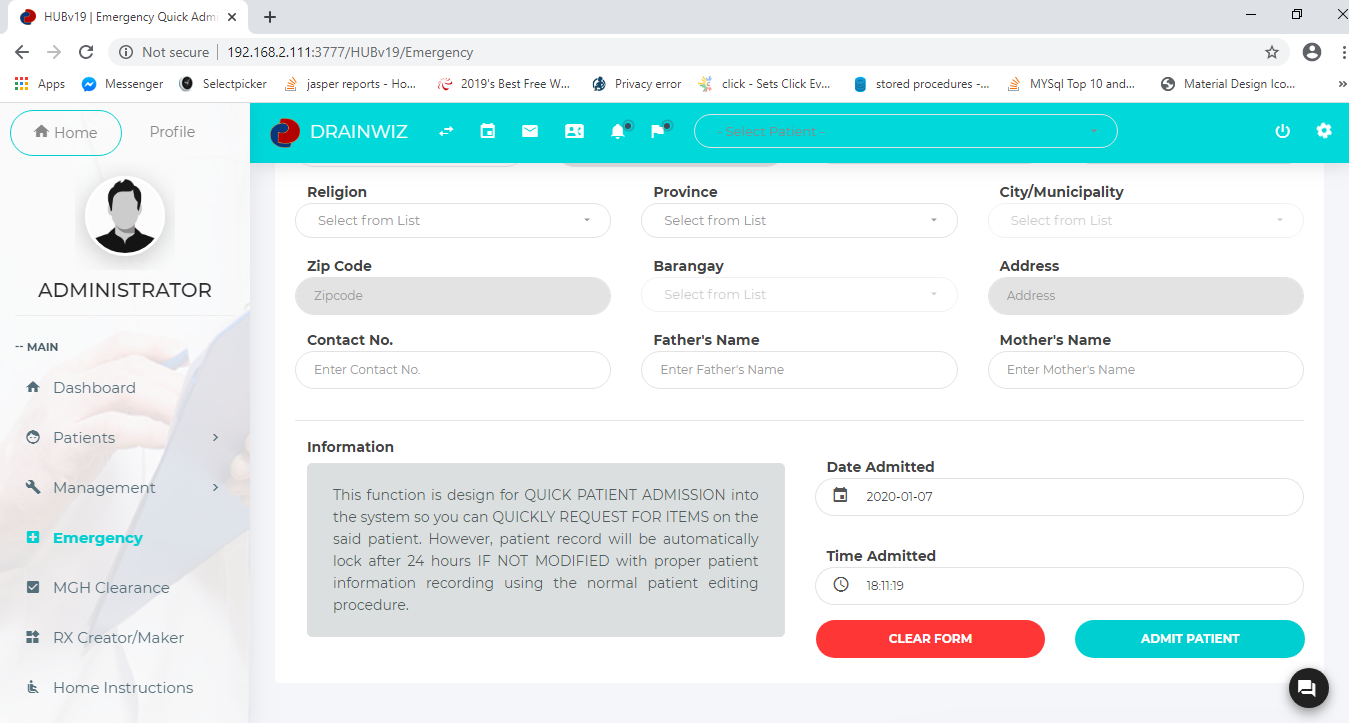 HUBv19 | Emergency Quick Admi
Not secure | 192.168.2.111:3777/HUBv19/Emergency
Apps Messenger Selectpicker jasper reports - Ho... 2019's Best Free W... Privacy error click - Sets Click Ev... stored procedures -... MYSql Top 10 and... Material Design Ico... »
Home Profile
DRAINWIZ
- Select Patient -
ADMINISTRATOR
-- MAIN
Dashboard
Patients
Management
Emergency
MGH Clearance
RX Creator/Maker
Home Instructions
Religion Province City/Municipality
Select from List Select from List Select from List
Zip Code Barangay Address
Zipcode Select from List Address
Contact No. Father's Name Mother's Name
Enter Contact No. Enter Father's Name Enter Mother's Name
Information
This function is design for QUICK PATIENT ADMISSION into
the system so you can QUICKLY REQUEST FOR ITEMS on the
said patient. However, patient record will be automatically
lock after 24 hours IF NOT MODIFIED with proper patient
information recording using the normal patient editing
procedure.
Date Admitted
2020-01-07
Time Admitted
18:11:19
CLEAR FORM ADMIT PATIENT